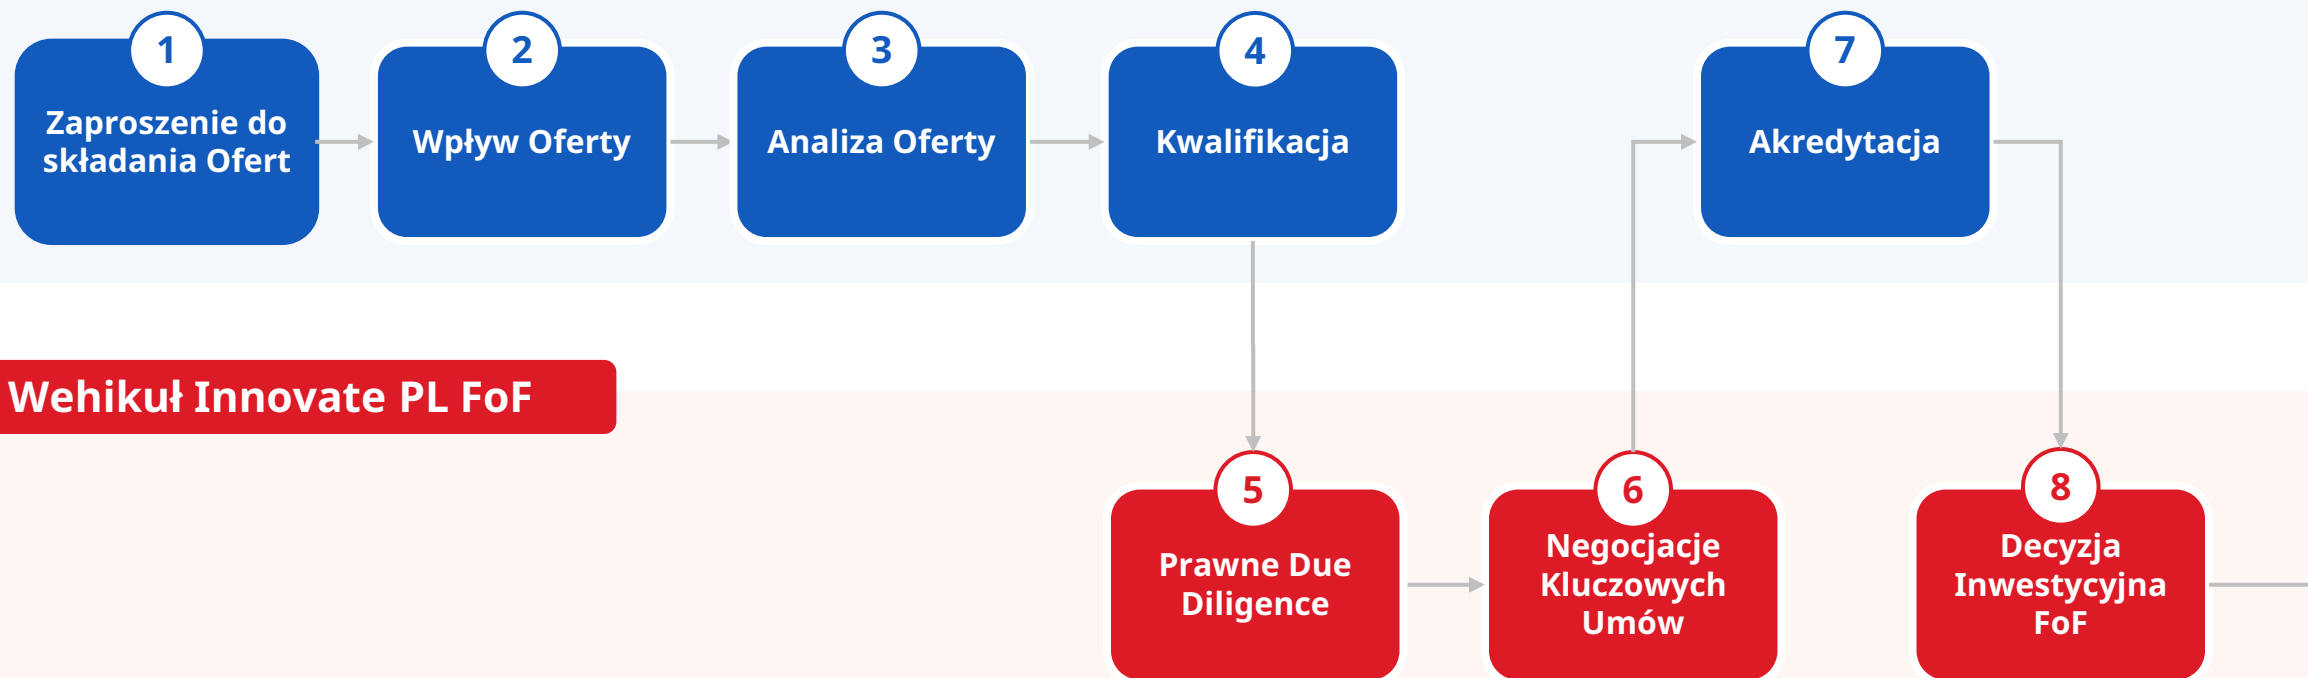 1
Zaproszenie do
składania Ofert
2
Wpływ Oferty
3
Analiza Oferty
4
Kwalifikacja
7
Akredytacja
Wehikuł Innovate PL FoF
5
Prawne Due
Diligence
6
Negocjacje
Kluczowych
Umów
8
Decyzja
Inwestycyjna
FoF